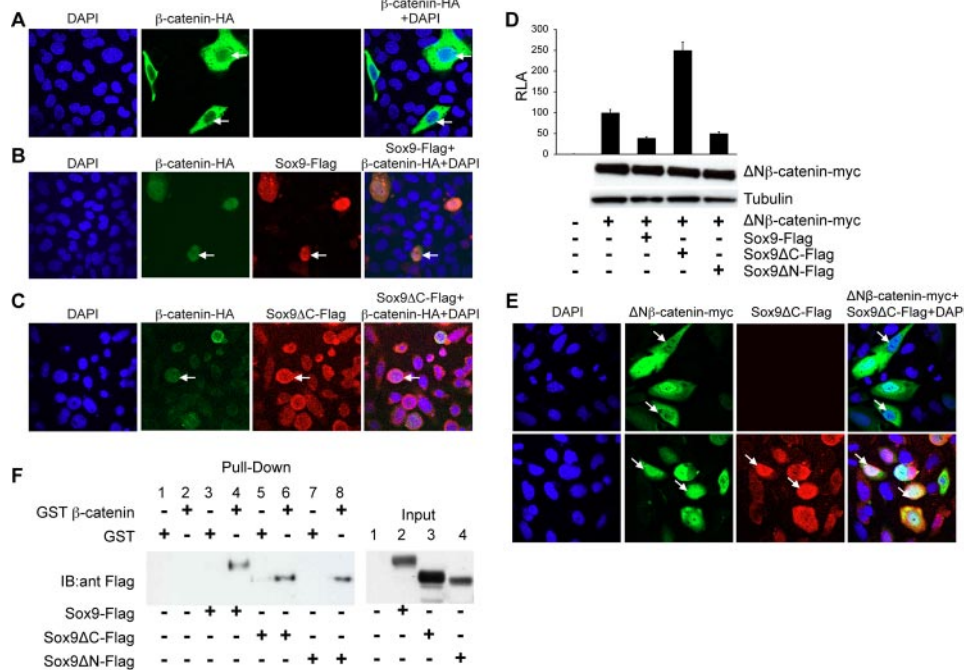 A
DAPI β-catenin-HA β-catenin-HA
+DAPI
B
DAPI β-catenin-HA Sox9-Flag Sox9-Flag+
β-catenin-HA+DAPI
C
DAPI β-catenin-HA Sox9ΔC-Flag Sox9ΔC-Flag+
β-catenin-HA+DAPI
D
300
250
200
150
100
50
0
RLA
ΔNβ-catenin-myc
Tubulin
- + + + + ΔNβ-catenin-myc
- - + - - Sox9-Flag
- - - + - Sox9ΔC-Flag
- - - - + Sox9ΔN-Flag
E
DAPI ΔNβ-catenin-myc Sox9ΔC-Flag ΔNβ-catenin-myc+
Sox9ΔC-Flag+DAPI
F
Pull-Down
1 2 3 4 5 6 7 8
GST β-catenin - + - + - + - +
GST + - + - + - + -
Input
1 2 3 4
IB:ant Flag
Sox9-Flag - - + + - - - - - + - -
Sox9ΔC-Flag - - - - + + - - - - + -
Sox9ΔN-Flag - - - - - - + + - - - +